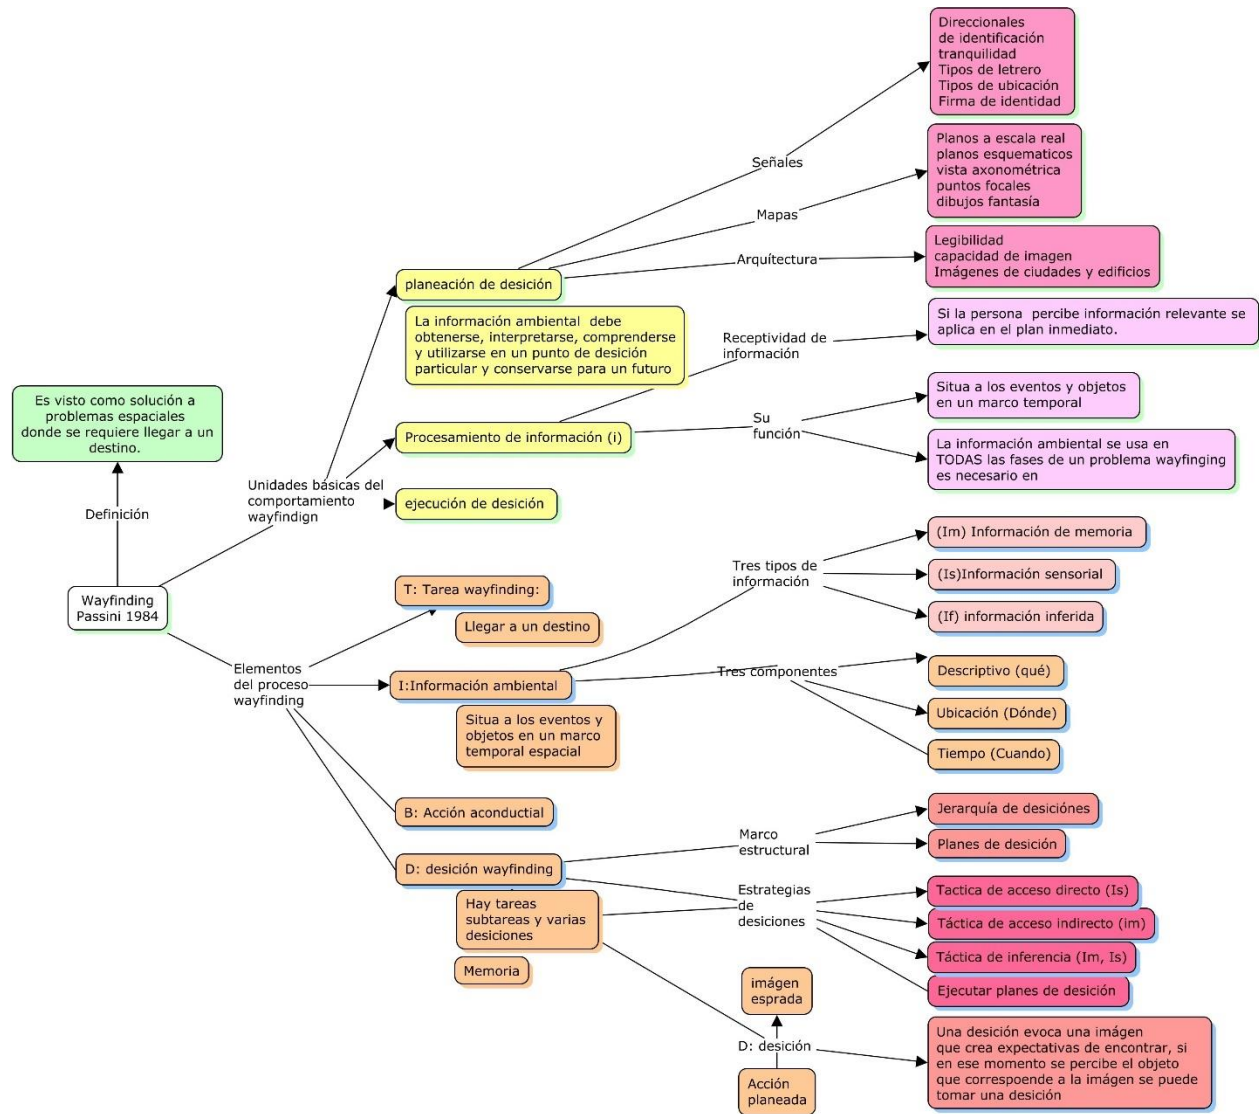 Direccionales
de identificación
tranquilidad
Tipos de letrero
Tipos de ubicación
Firma de identidad
Señales
Planos a escala real
planos esquematicos
vista axonométrica
puntos focales
dibujos fantasía
Mapas
Legibilidad
capacidad de imagen
Imágenes de ciudades y edificios
Arquítectura
planeación de desición
La información ambiental  debe
obtenerse, interpretarse, comprenderse
y utilizarse en un punto de desición
particular y conservarse para un futuro
Receptividad de
información
Si la persona  percibe información relevante se
aplica en el plan inmediato.
Es visto como solución a
problemas espaciales
donde se requiere llegar a un
destino.
Situa a los eventos y objetos
en un marco temporal
Procesamiento de información (i)
Su
función
La información ambiental se usa en
TODAS las fases de un problema wayfinging
es necesario en
Unidades básicas del
comportamiento
wayfindign
ejecución de desición
Definición
Wayfinding
Passini 1984
(Im) Información de memoria
Tres tipos de
información
(Is)Información sensorial
(If) información inferida
T: Tarea wayfinding:
Llegar a un destino
Elementos
del proceso
wayfinding
I:Información ambiental
Situa a los eventos y
objetos en un marco
temporal espacial
Tres componentes
Descriptivo (qué)
Ubicación (Dónde)
Tiempo (Cuando)
B: Acción aconductial
D: desición wayfinding
Hay tareas
subtareas y varias
desiciones
Memoria
Marco
estructural
Jerarquía de desiciónes
Planes de desición
Estrategias
de
desiciones
Tactica de acceso directo (Is)
Táctica de acceso indirecto (im)
Táctica de inferencia (Im, Is)
Ejecutar planes de desición
imágen
esprada
D: desición
Acción
planeada
Una desición evoca una imágen
que crea expectativas de encontrar, si
en ese momento se percibe el objeto
que correspoende a la imágen se puede
tomar una desición